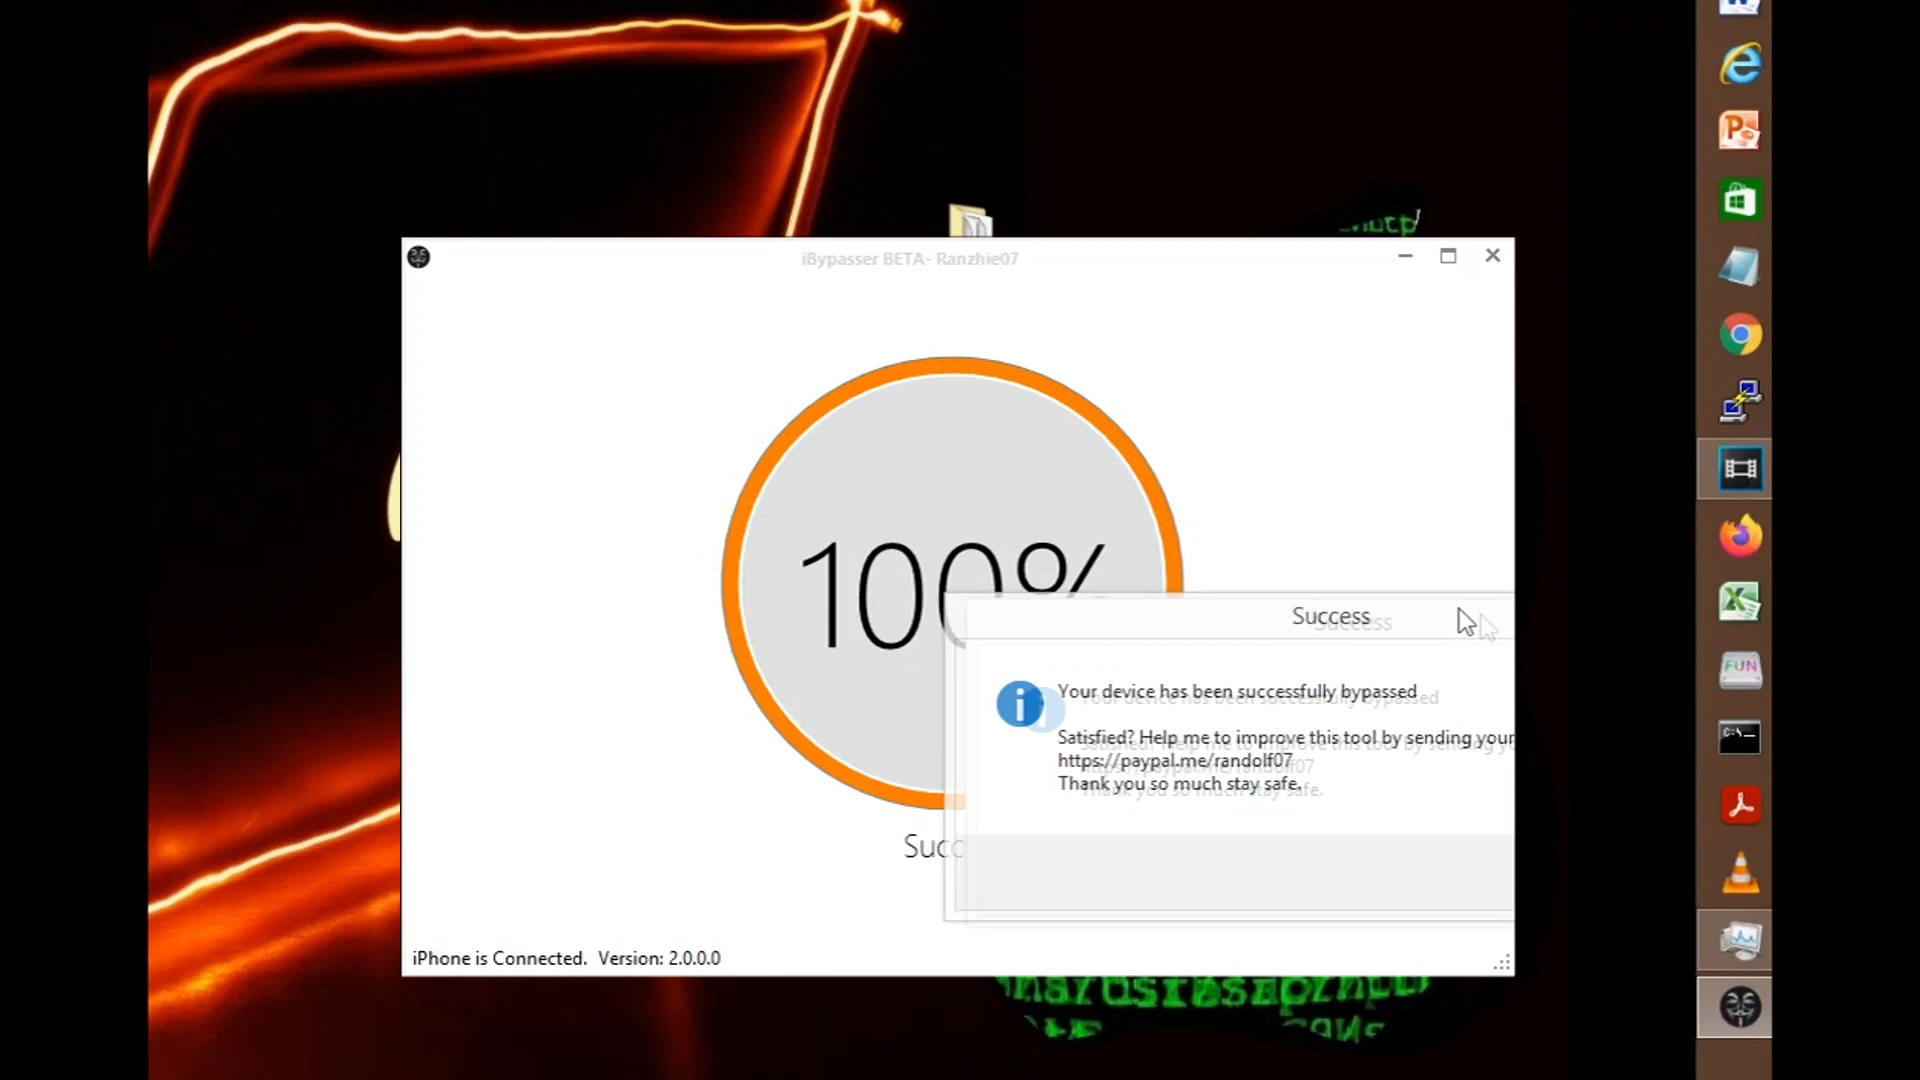 iBypasser BETA- Ranzhie07
100%
Success
Your device has been successfully bypassed
Satisfied? Help me to improve this tool by sending your
https://paypal.me/randolf07
Thank you so much stay safe.
Succ
iPhone is Connected. Version: 2.0.0.0
FUN